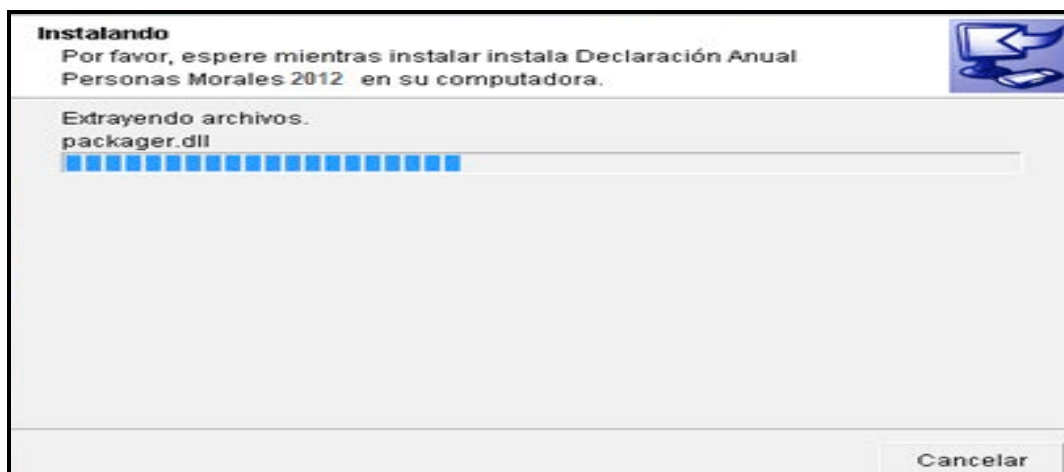 Instalando
Por favor, espere mientras instalar instala Declaración Anual
Personas Morales 2012 en su computadora.
Extrayendo archivos.
packager.dll
Cancelar